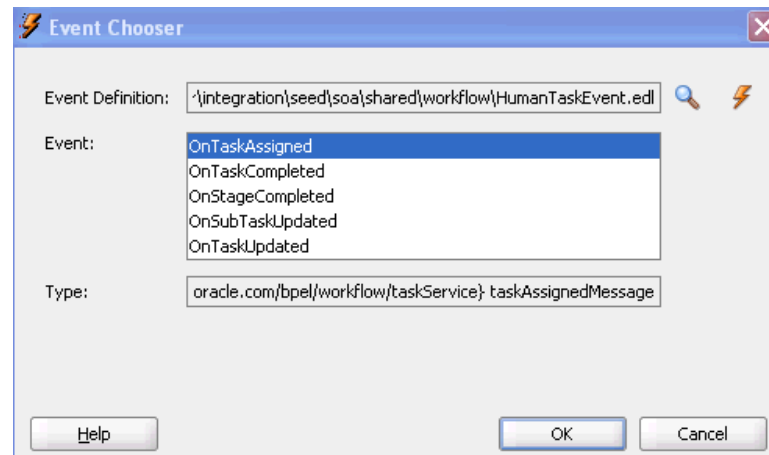 Event Chooser
Event Definition: \integration\seed\soa\shared\workflow\HumanTaskEvent.edl
Event:
OnTaskAssigned
OnTaskCompleted
OnStageCompleted
OnSubTaskUpdated
OnTaskUpdated
Type: oracle.com/bpel/workflow/taskService} taskAssignedMessage
Help OK Cancel